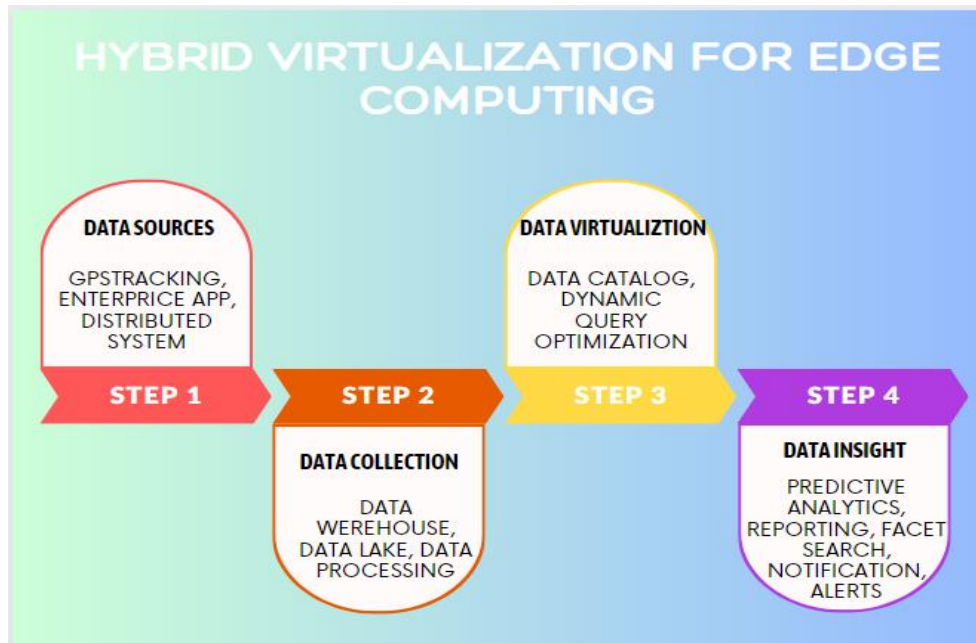 HYBRID VIRTUALIZATION FOR EDGE
COMPUTING
DATA SOURCES
GPSTRACKING,
ENTERPRICE APP,
DISTRIBUTED
SYSTEM
STEP 1
STEP 2
DATA COLLECTION
DATA
WEREHOUSE,
DATA LAKE, DATA
PROCESSING
DATA VIRTUALIZTION
DATA CATALOG,
DYNAMIC
QUERY
OPTIMIZATION
STEP 3
STEP 4
DATA INSIGHT
PREDICTIVE
ANALYTICS,
REPORTING, FACET
SEARCH,
NOTIFICATION,
ALERTS